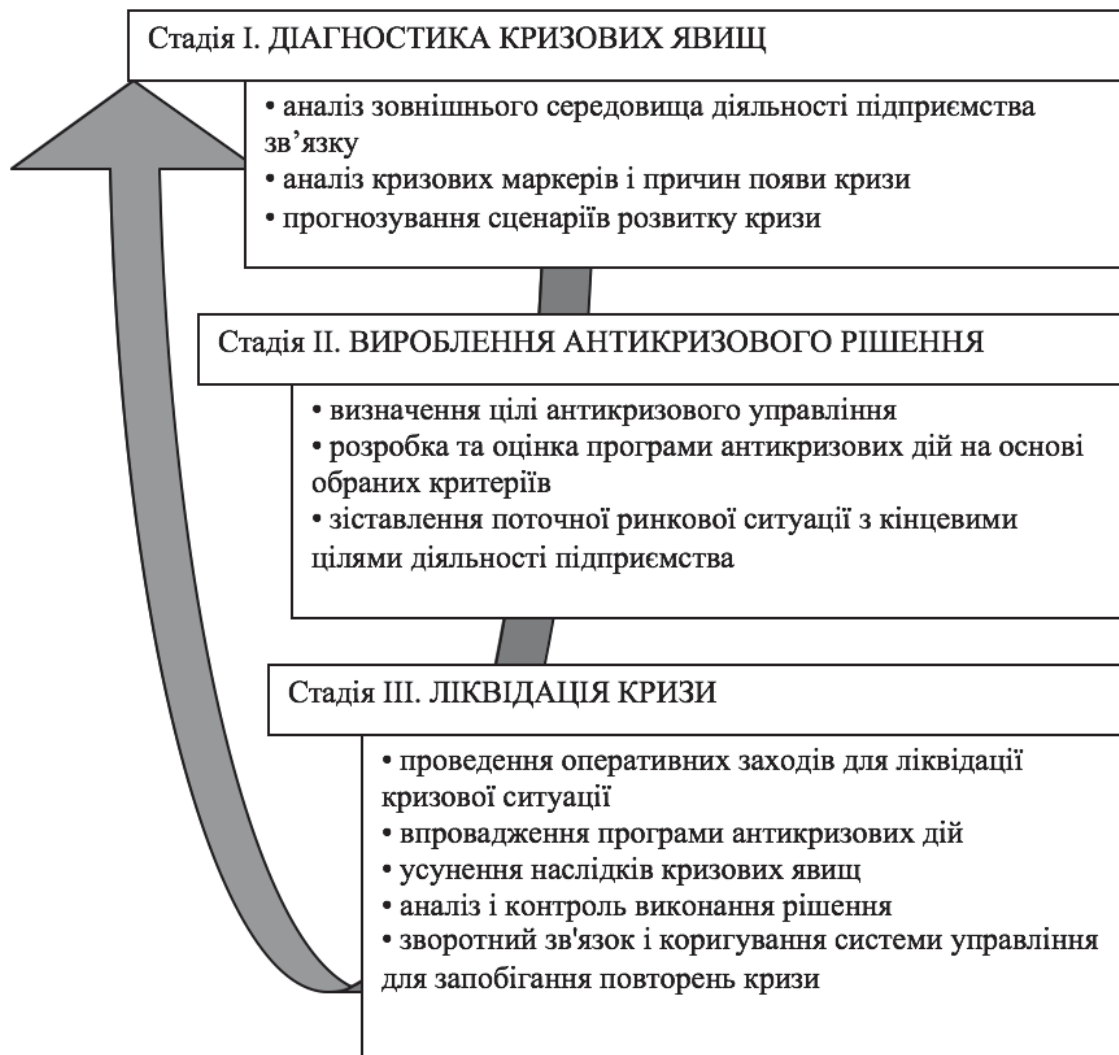 Стадія I. ДІАГНОСТИКА КРИЗОВИХ ЯВИЩ
• аналіз зовнішнього середовища діяльності підприємства
зв’язку
• аналіз кризових маркерів і причин появи кризи
• прогнозування сценаріїв розвитку кризи
Стадія II. ВИРОБЛЕННЯ АНТИКРИЗОВОГО РІШЕННЯ
• визначення цілі антикризового управління
• розробка та оцінка програми антикризових дій на основі
обраних критеріїв
• зіставлення поточної ринкової ситуації з кінцевими
цілями діяльності підприємства
Стадія III. ЛІКВІДАЦІЯ КРИЗИ
• проведення оперативних заходів для ліквідації
кризової ситуації
• впровадження програми антикризових дій
• усунення наслідків кризових явищ
• аналіз і контроль виконання рішення
• зворотний зв'язок і коригування системи управління
для запобігання повторень кризи